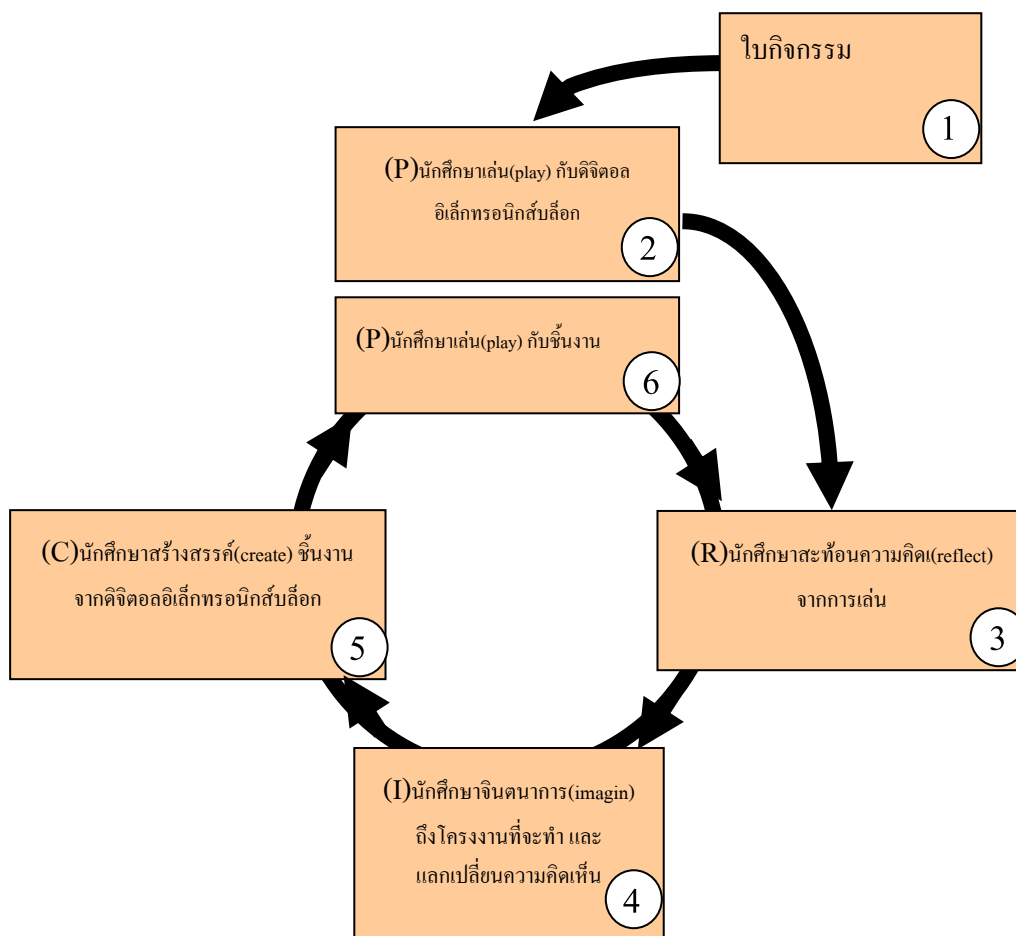 ใบกิจกรรม
1
(P)นักศึกษาเล่น(play) กับดิจิตอล
อิเล็กทรอนิกส์บล็อก
2
(P)นักศึกษาเล่น(play) กับชิ้นงาน
6
(C)นักศึกษาสร้างสรรค์(create) ชิ้นงาน
จากดิจิตอลอิเล็กทรอนิกส์บล็อก
5
(R)นักศึกษาสะท้อนความคิดเ(reflect)
จากการเล่น
3
(I)นักศึกษาจินตนาการ(imagin)
ถึงโครงงานที่จะทำ และ
แลกเปลี่ยนความคิดเห็น
4